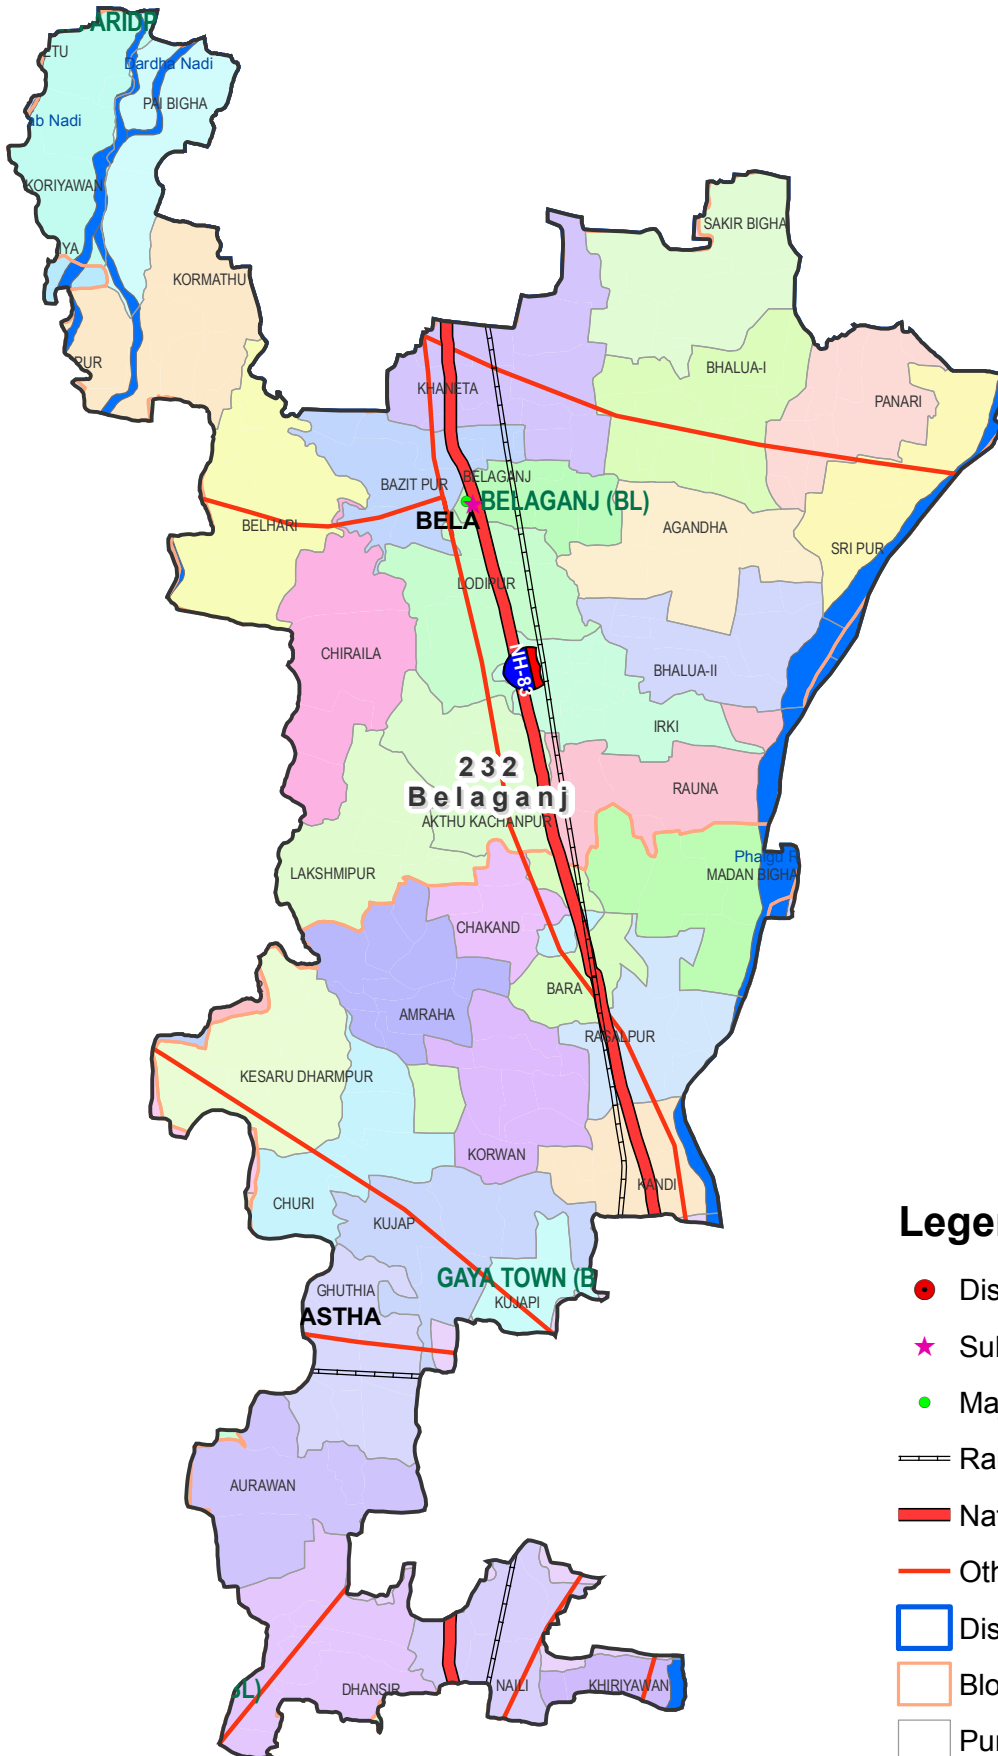 ARIDP
ETU
Dardha Nadi
PAI BIGHA
ab Nadi
KORIYAWAN
SAKIR BIGHA
IYA
KORMATHU
PUR
BHALUA-I
KHANETA
PANARI
BELAGANJ
BAZIT PUR
BELAGANJ (BL)
BELA
BELHARI
AGANDHA
SRI PUR
LODIPUR
CHIRAILA
NH-83
BHALUA-II
IRKI
232
Belaganj
RAUNA
AKTHU KACHANPUR
Phalgu R
LAKSHMIPUR
MADAN BIGHA
CHAKAND
BARA
AMRAHA
RASALPUR
KESARU DHARMPUR
KORWAN
KANDI
CHURI
KUJAP
Lege
GAYA TOWN (B
GHUTHIA
KUJAPI
Dis
ASTHA
Sul
Ma
Ra
AURAWAN
Nat
Oth
Dis
NAILI
KHIRIYAWAN
Blo
BL)
DHANSIR
Pur